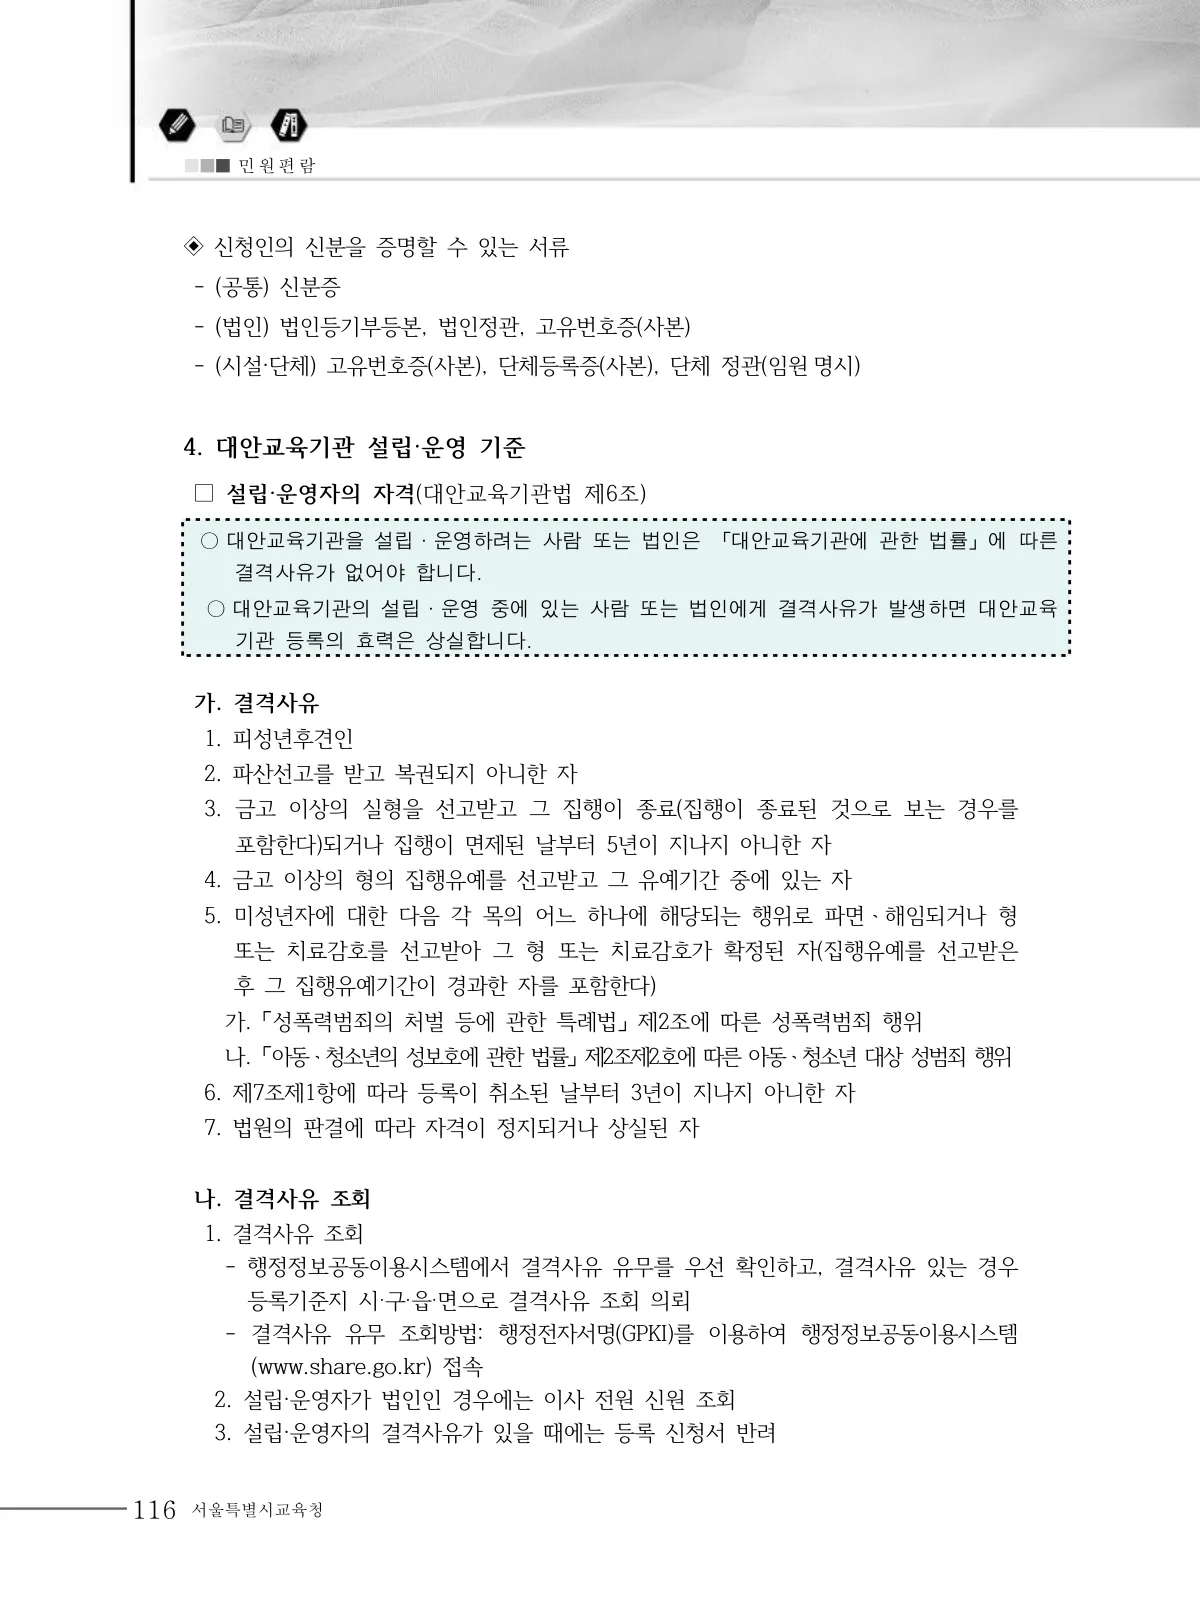 민원편람
◈ 신청인의 신분을 증명할 수 있는 서류
- (공통) 신분증
- (법인) 법인등기부등본, 법인정관, 고유번호증(사본)
- (시설·단체) 고유번호증(사본), 단체등록증(사본), 단체 정관(임원 명시)
4. 대안교육기관 설립·운영 기준
□ 설립·운영자의 자격(대안교육기관법 제6조)
○ 대안교육기관을 설립 · 운영하려는 사람 또는 법인은 「대안교육기관에 관한 법률」에 따른
결격사유가 없어야 합니다.
○ 대안교육기관의 설립 · 운영 중에 있는 사람 또는 법인에게 결격사유가 발생하면 대안교육
기관 등록의 효력은 상실합니다.
가. 결격사유
1. 피성년후견인
2. 파산선고를 받고 복권되지 아니한 자
3. 금고 이상의 실형을 선고받고 그 집행이 종료(집행이 종료된 것으로 보는 경우를
포함한다)되거나 집행이 면제된 날부터 5년이 지나지 아니한 자
4. 금고 이상의 형의 집행유예를 선고받고 그 유예기간 중에 있는 자
5. 미성년자에 대한 다음 각 목의 어느 하나에 해당되는 행위로 파면ㆍ해임되거나 형
또는 치료감호를 선고받아 그 형 또는 치료감호가 확정된 자(집행유예를 선고받은
후 그 집행유예기간이 경과한 자를 포함한다)
가. 「성폭력범죄의 처벌 등에 관한 특례법」 제2조에 따른 성폭력범죄 행위
나. 「아동ㆍ청소년의 성보호에 관한 법률」 제2조제2호에 따른 아동ㆍ청소년 대상 성범죄 행위
6. 제7조제1항에 따라 등록이 취소된 날부터 3년이 지나지 아니한 자
7. 법원의 판결에 따라 자격이 정지되거나 상실된 자
나. 결격사유 조회
1. 결격사유 조회
- 행정정보공동이용시스템에서 결격사유 유무를 우선 확인하고, 결격사유 있는 경우
등록기준지 시·구·읍·면으로 결격사유 조회 의뢰
- 결격사유 유무 조회방법: 행정전자서명(GPKI)를 이용하여 행정정보공동이용시스템
(www.share.go.kr) 접속
2. 설립·운영자가 법인인 경우에는 이사 전원 신원 조회
3. 설립·운영자의 결격사유가 있을 때에는 등록 신청서 반려
116 서울특별시교육청